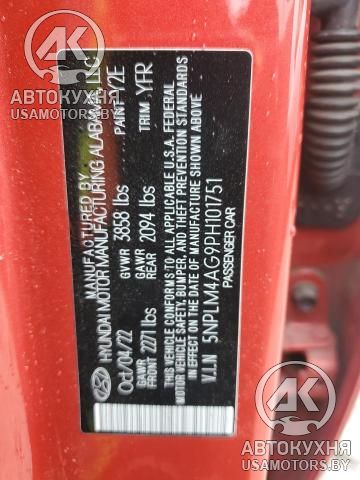 MANUFACTURED BY
HYUNDAI MOTOR MANUFACTURING ALABAMA, LLC
Oct/04/22 GVWR 3858 lbs PAINT Y2E
GAWR FRONT 2271 lbs GAWR REAR 2094 lbs TRIM YFR
THIS VEHICLE CONFORMS TO ALL APPLICABLE U.S.A. FEDERAL
MOTOR VEHICLE SAFETY, BUMPER, AND THEFT PREVENTION STANDARDS
IN EFFECT ON THE DATE OF MANUFACTURE SHOWN ABOVE
V.I.N 5NPLM4AG9PH101751
PASSENGER CAR
АКОКУХНЯ
USAMOTORS.BY
АВТОКУХНЯ
USAMOTORS.BY